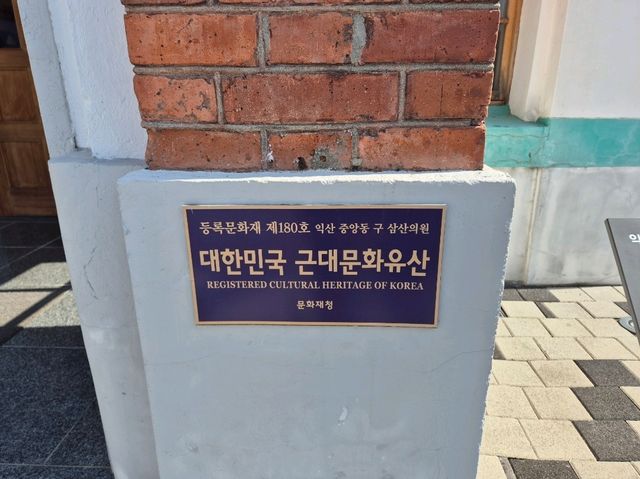 등록문화재 제180호 익산 중앙동 구 삼산의원
대한민국 근대문화유산
REGISTERED CULTURAL HERITAGE OF KOREA
문화재청